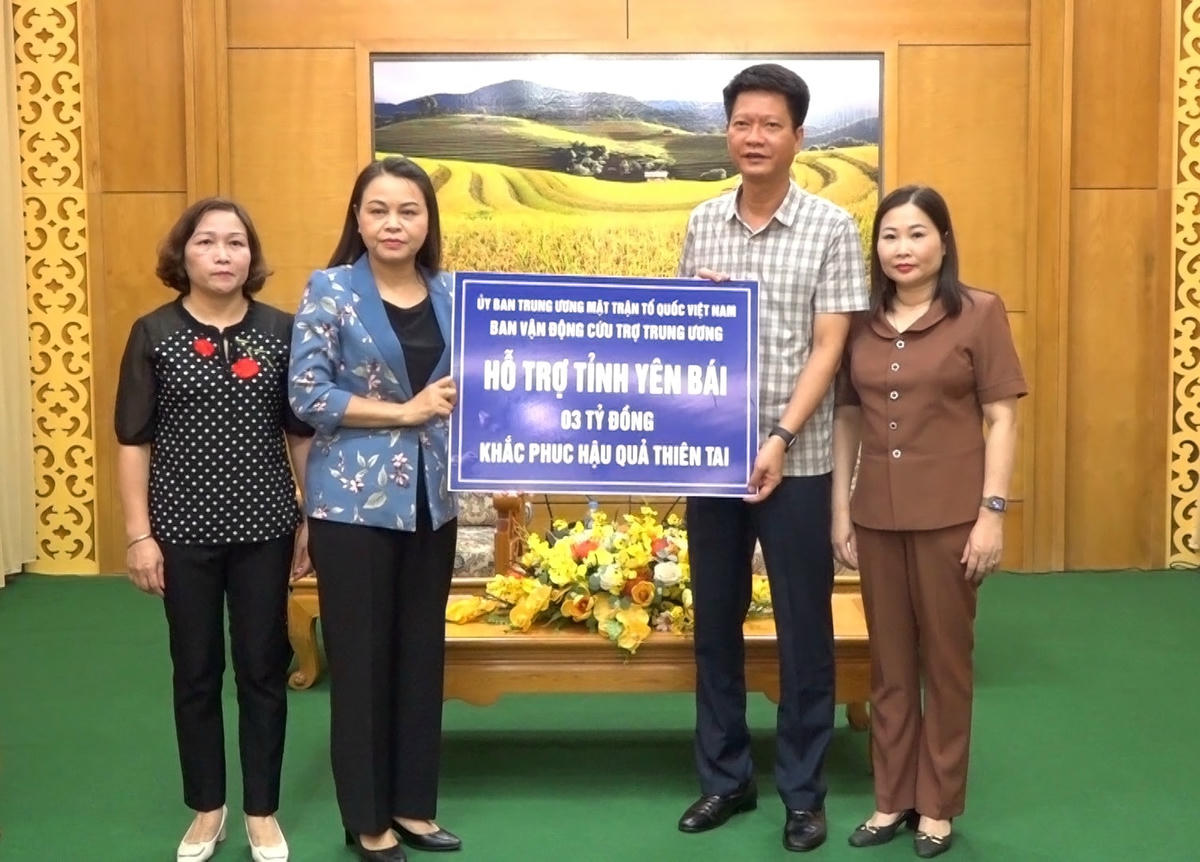 ỦY BAN TRUNG ƯƠNG MẶT TRẬN TỔ QUỐC VIỆT NAM
BAN VẬN ĐỘNG CỨU TRỢ TRUNG ƯƠNG
HỖ TRỢ TỈNH YÊN BÁI
03 TỶ ĐỒNG
KHẮC PHUC HẬU QUẢ THIÊN TAI